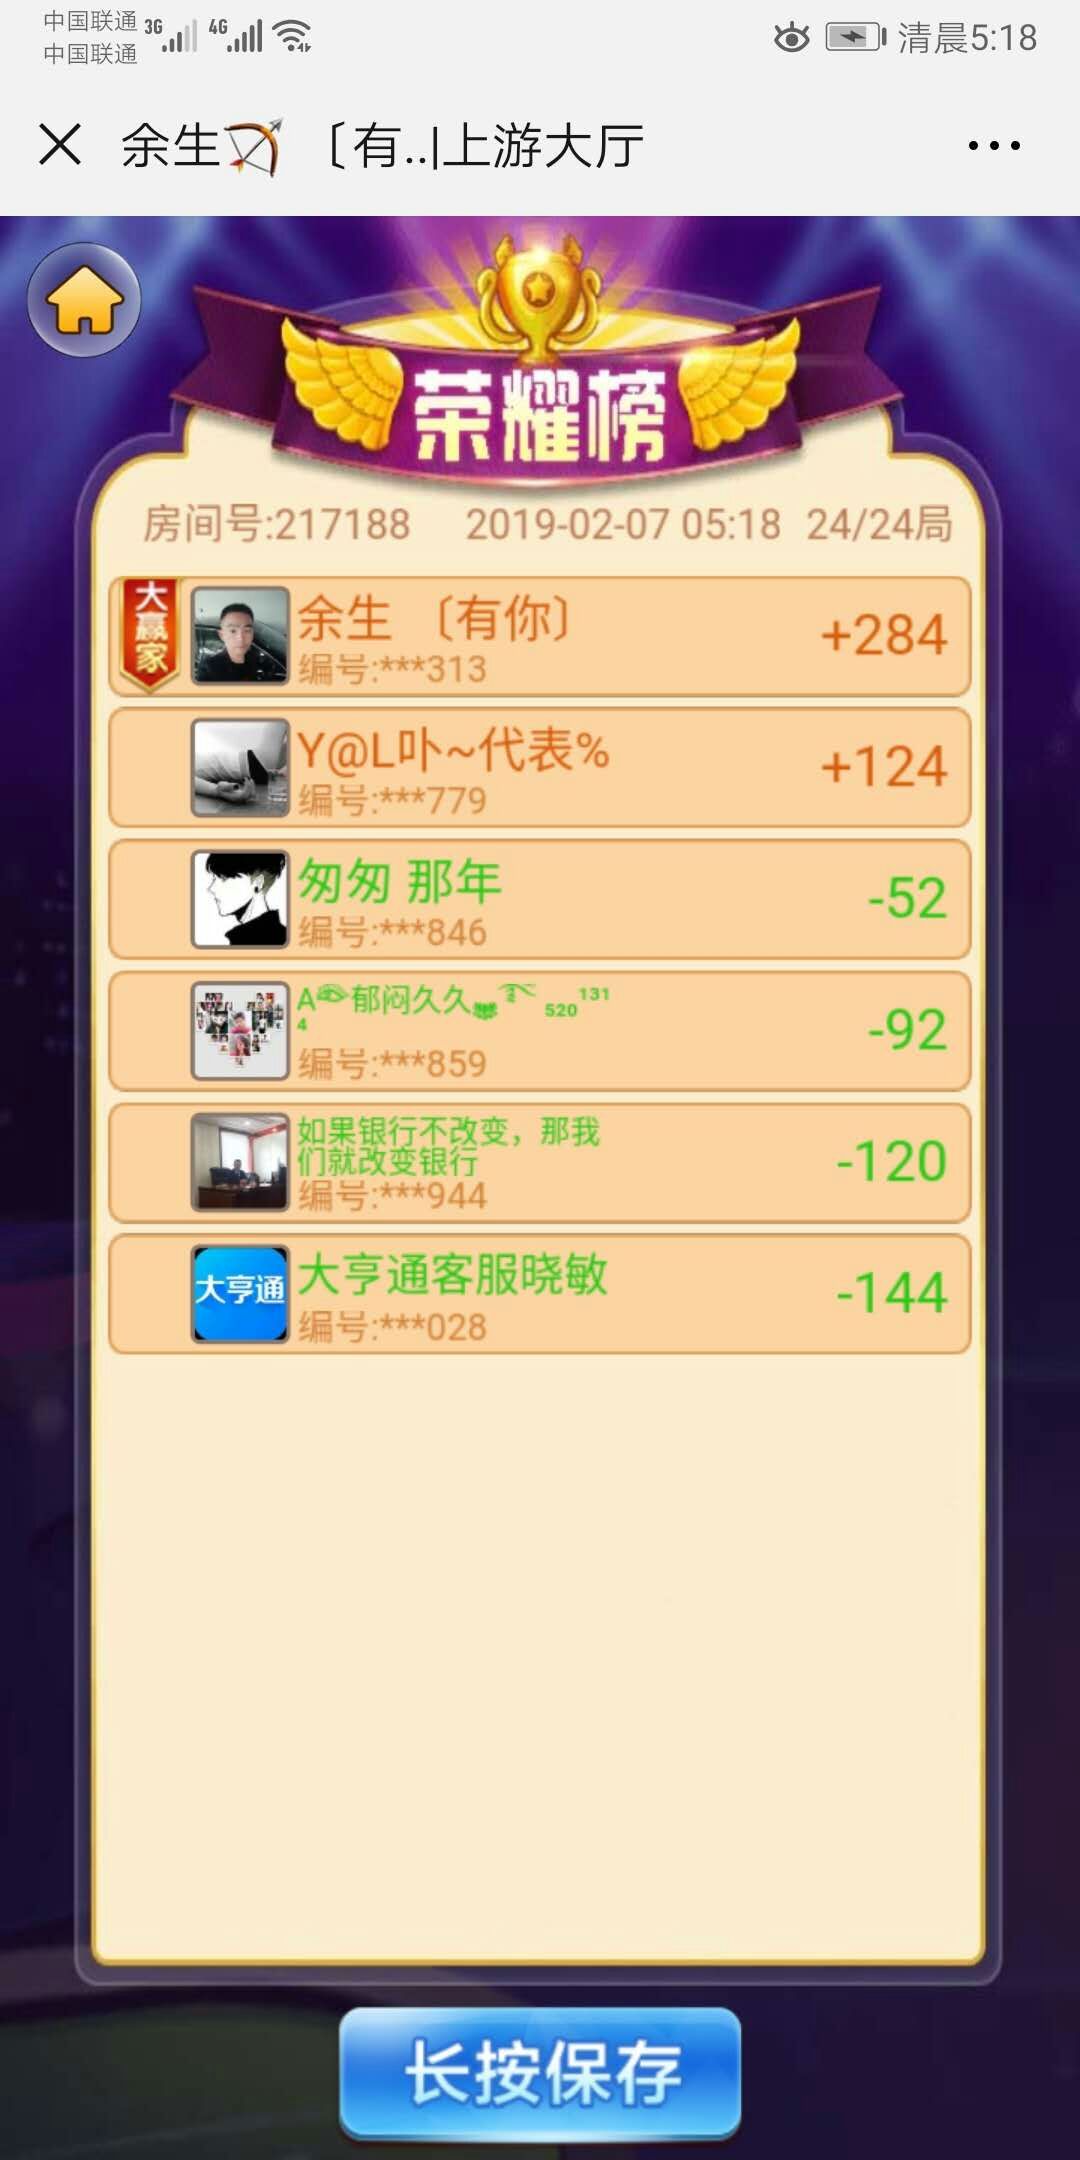 中国联通 3G 4G 清晨5:18
中国联通
余生🏹 〔有..|上游大厅
荣耀榜
房间号:217188 2019-02-07 05:18 24/24局
大赢家
余生 〔有你〕
+284
编号:***313
Y@L卟~代表%
+124
编号:***779
匆匆 那年
-52
编号:***846
A 郁闷久久 520 131
4
-92
编号:***859
如果银行不改变，那我
们就改变银行
-120
编号:***944
大亨通
大亨通客服晓敏
-144
编号:***028
长按保存